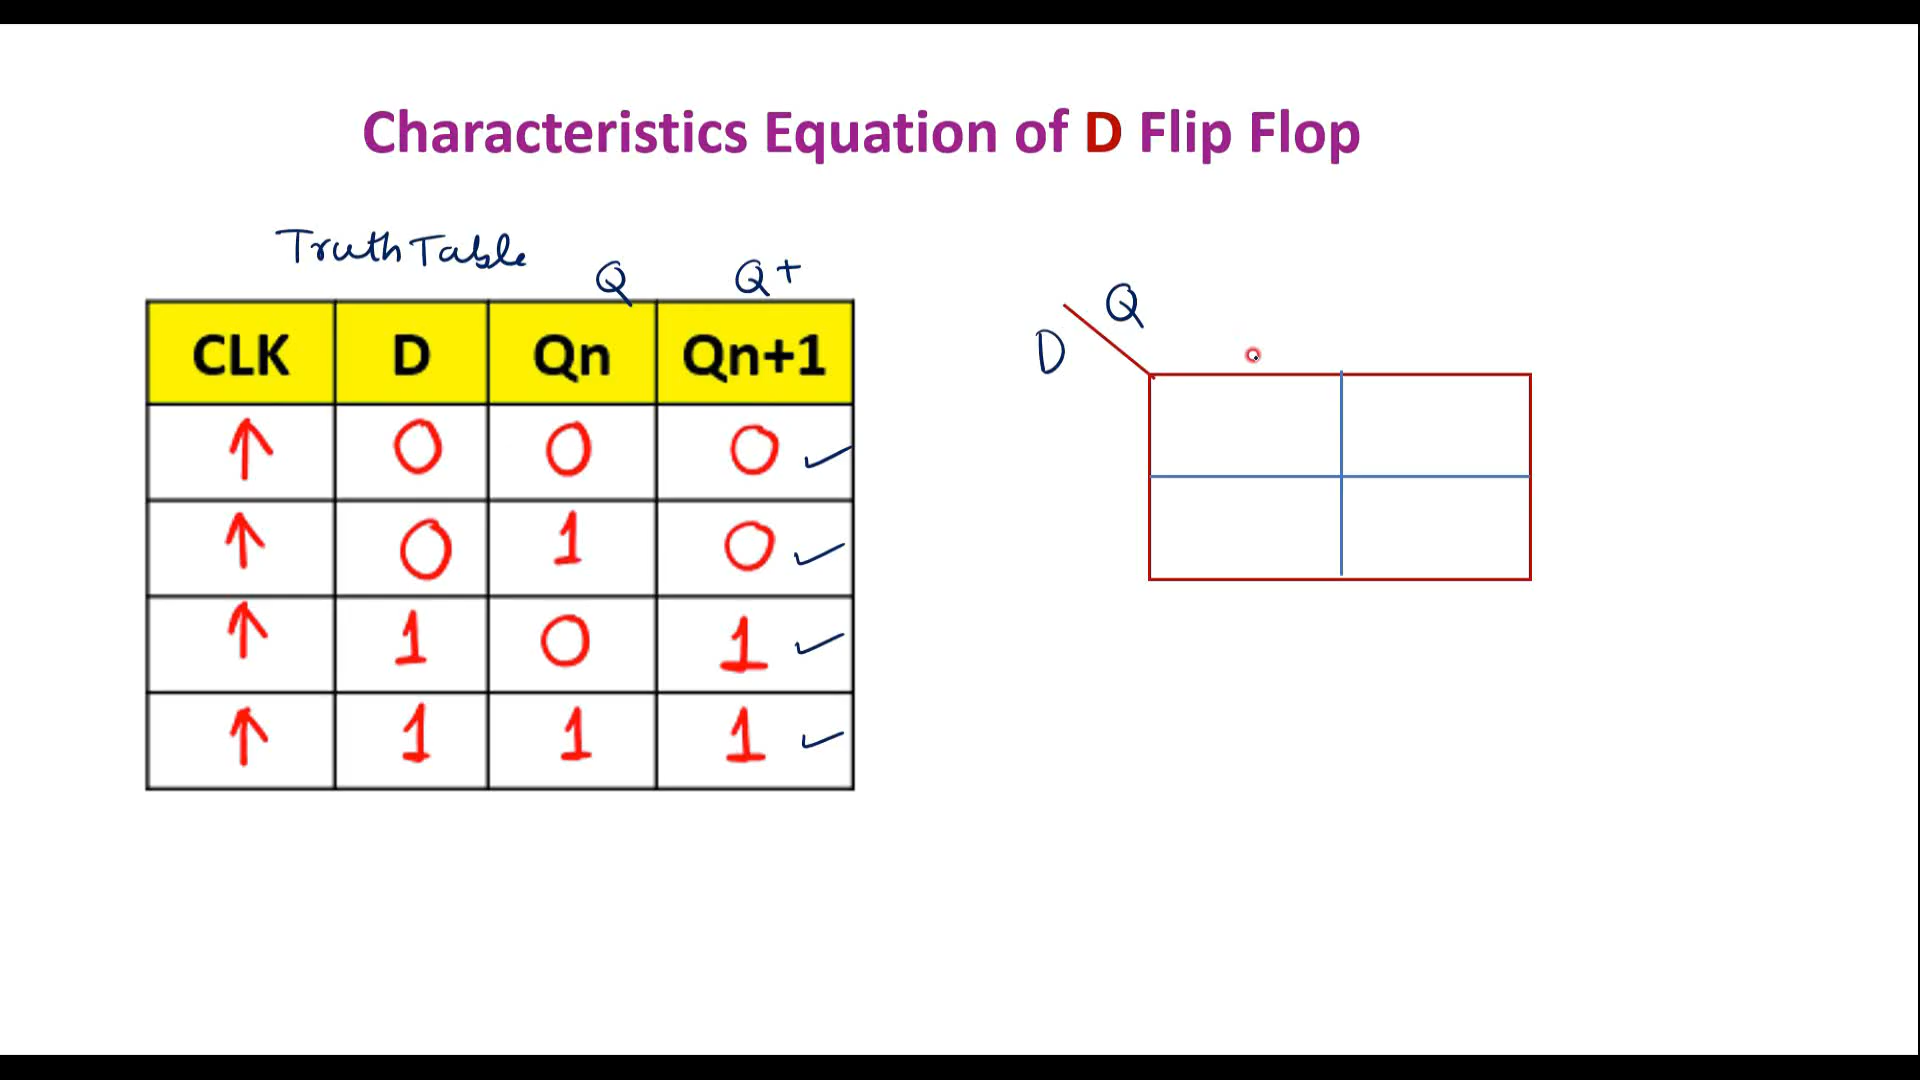 Characteristics Equation of D Flip Flop
Truth Table
Q Q+
CLK D Qn Qn+1
↑ 0 0 0 ✓
↑ 0 1 0 ✓
↑ 1 0 1 ✓
↑ 1 1 1 ✓
Q
D